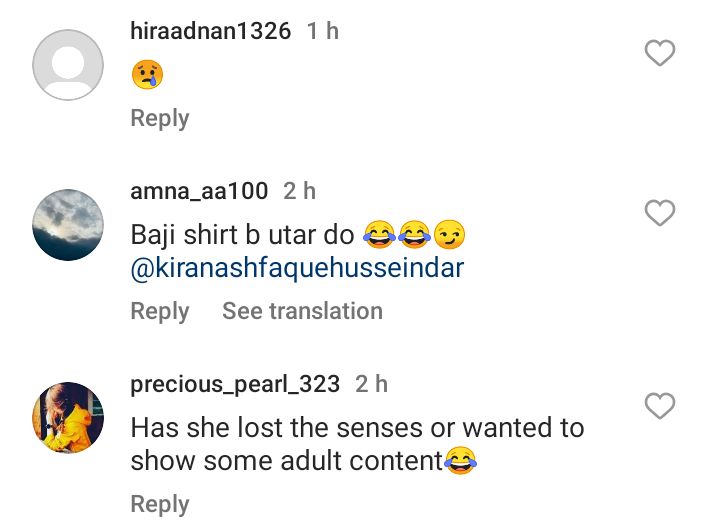 hiraadnan1326 1 h
😢
Reply
amna_aa100 2 h
Baji shirt b utar do 😂😂😏
@kiranashfaquehusseindar
Reply See translation
precious_pearl_323 2 h
Has she lost the senses or wanted to
show some adult content😂
Reply